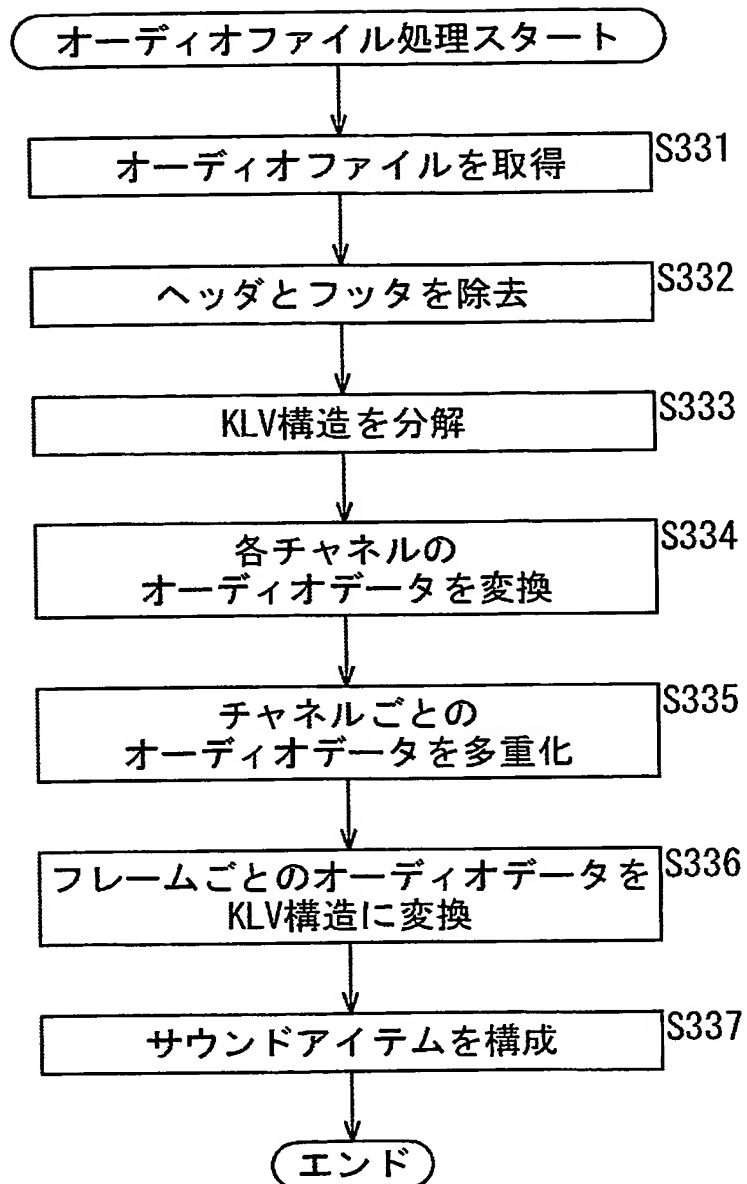 オーディオファイル処理スタート
オーディオファイルを取得
S331
ヘッダとフッタを除去
S332
KLV構造を分解
S333
各チャネルの
オーディオデータを変換
S334
チャネルごとの
オーディオデータを多重化
S335
フレームごとのオーディオデータを
KLV構造に変換
S336
サウンドアイテムを構成
S337
エンド